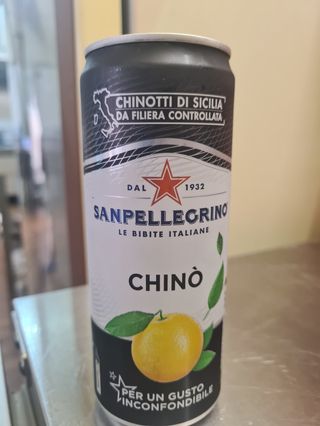 CHINOTTI DI SICILIA
DA FILIERA CONTROLLATA
DAL 1932
SANPELLEGRINO
LE BIBITE ITALIANE
CHINÒ
PER UN GUSTO
INCONFONDIBILE